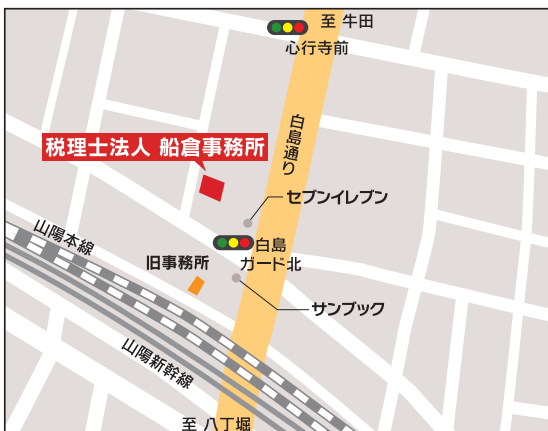 至 牛田
心行寺前
白島通り
税理士法人 船倉事務所
セブンイレブン
山陽本線
白島
ガード北
旧事務所
サンブック
山陽新幹線
至 八丁堀